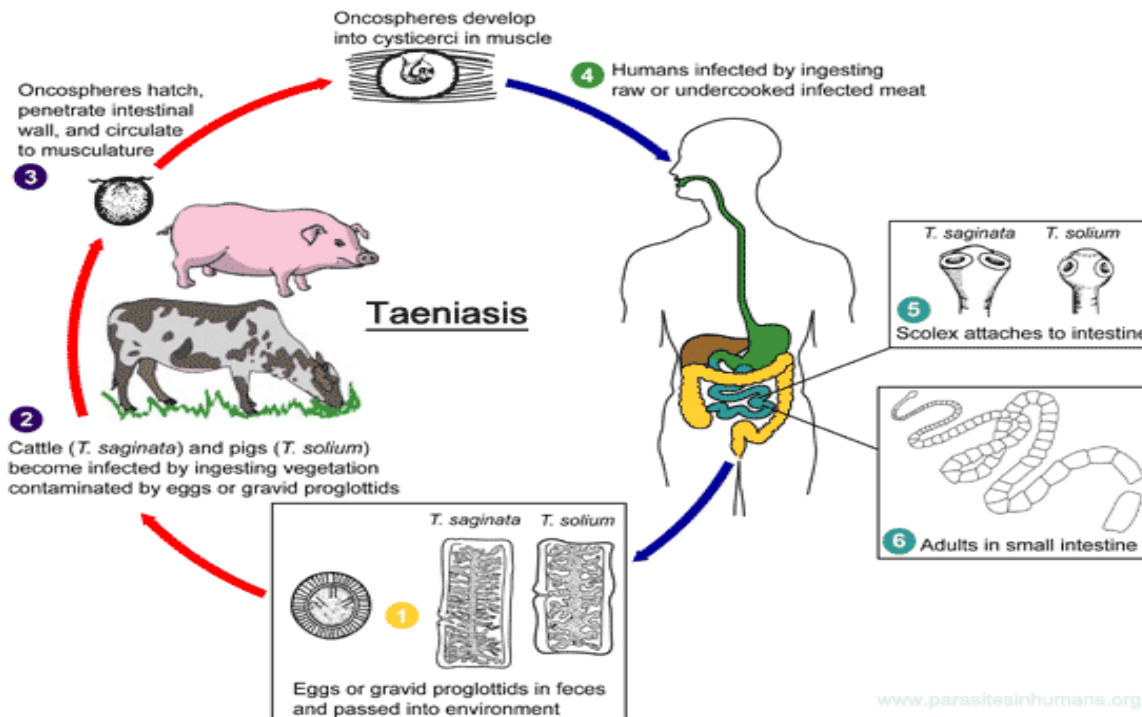 Oncospheres develop
into cysticerci in muscle
4
Humans infected by ingesting
raw or undercooked infected meat
Oncospheres hatch,
penetrate intestinal
wall, and circulate
to musculature
3
Taeniasis
T. saginata T. solium
5
Scolex attaches to intestine
2
Cattle (T. saginata) and pigs (T. solium)
become infected by ingesting vegetation
contaminated by eggs or gravid proglottids
6 Adults in small intestine
T. saginata T. solium
1
Eggs or gravid proglottids in feces
and passed into environment
www.parasitesinhumans.org